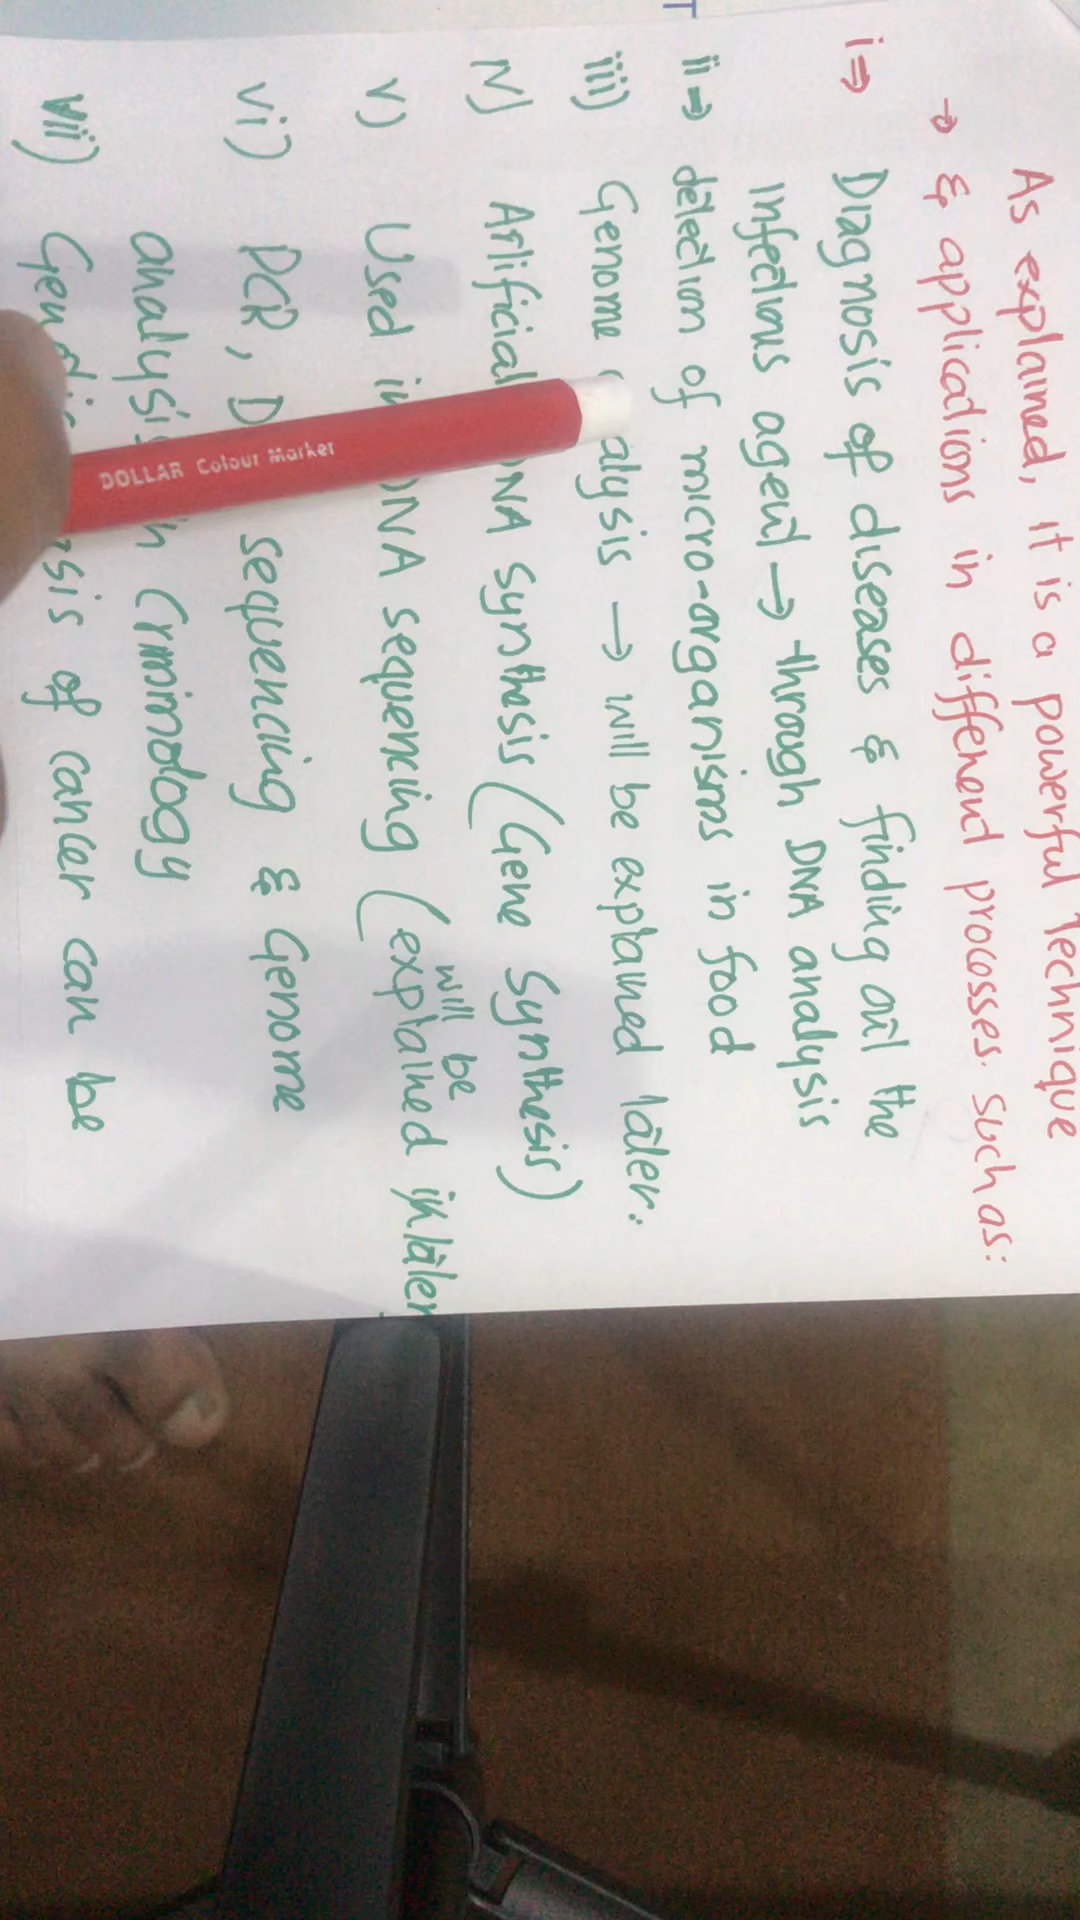 As explained, it is a powerful Technique
→ & applications in different processes. such as:
i ⇒ Diagnosis of diseases & finding out the
Infectious agent → through DNA analysis
ii ⇒ detection of micro-organisms in food
iii) Genome alysis → will be explained later.
IV) Artificial NA Synthesis (Gene Synthesis)
V) Used in DNA sequencing (will be explained in later
Vi) PCR, D sequencing & Genome
analysis Criminology
Vii) of cancer can be
DOLLAR Colour Marker
T